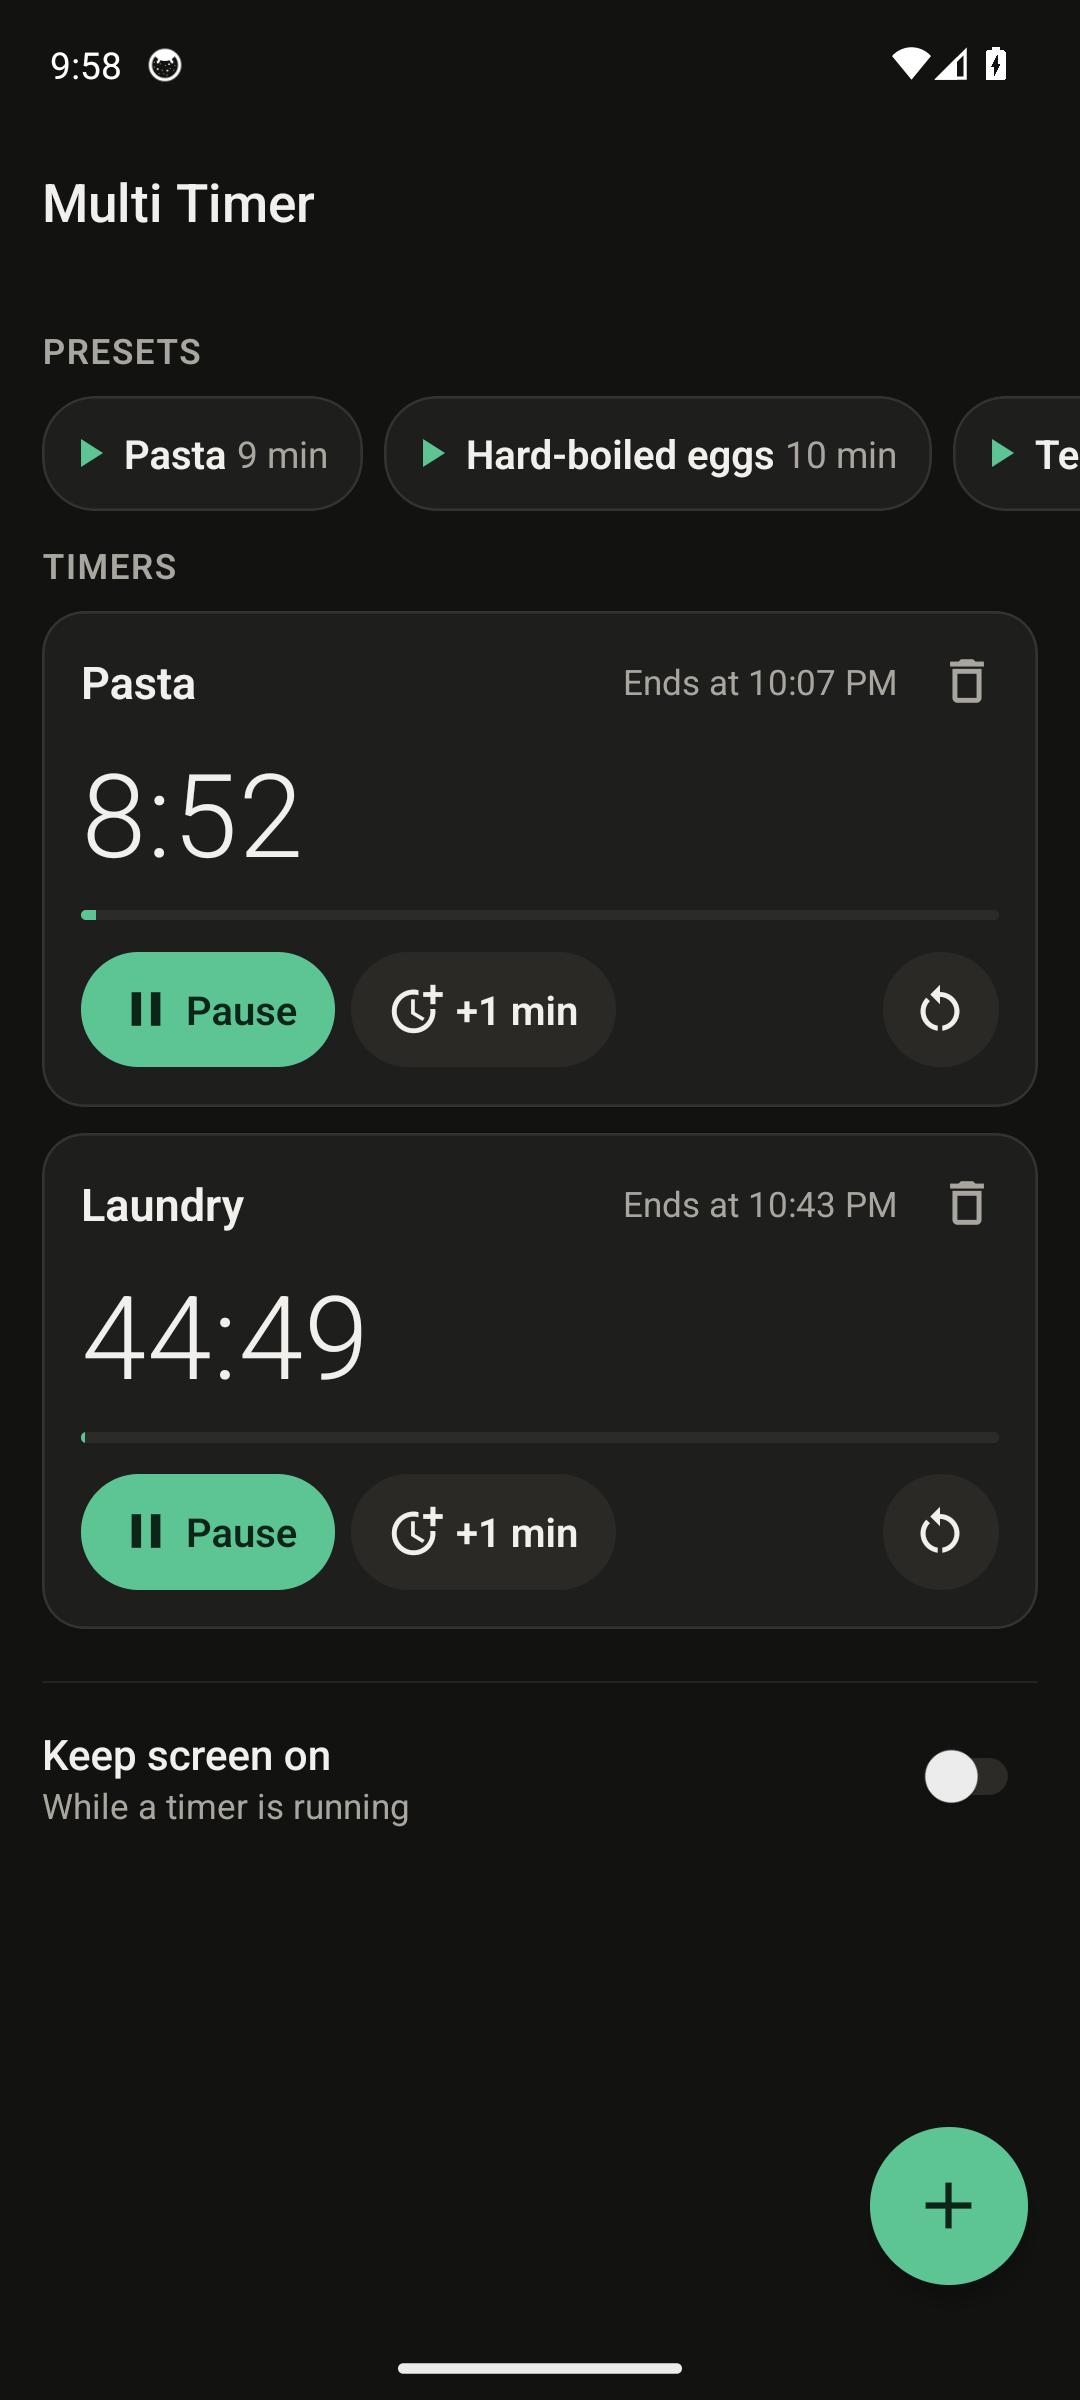 9:58
Multi Timer
PRESETS
Pasta 9 min
Hard-boiled eggs 10 min
Te
TIMERS
Pasta
Ends at 10:07 PM
8:52
Pause
+1 min
Laundry
Ends at 10:43 PM
44:49
Pause
+1 min
Keep screen on
While a timer is running